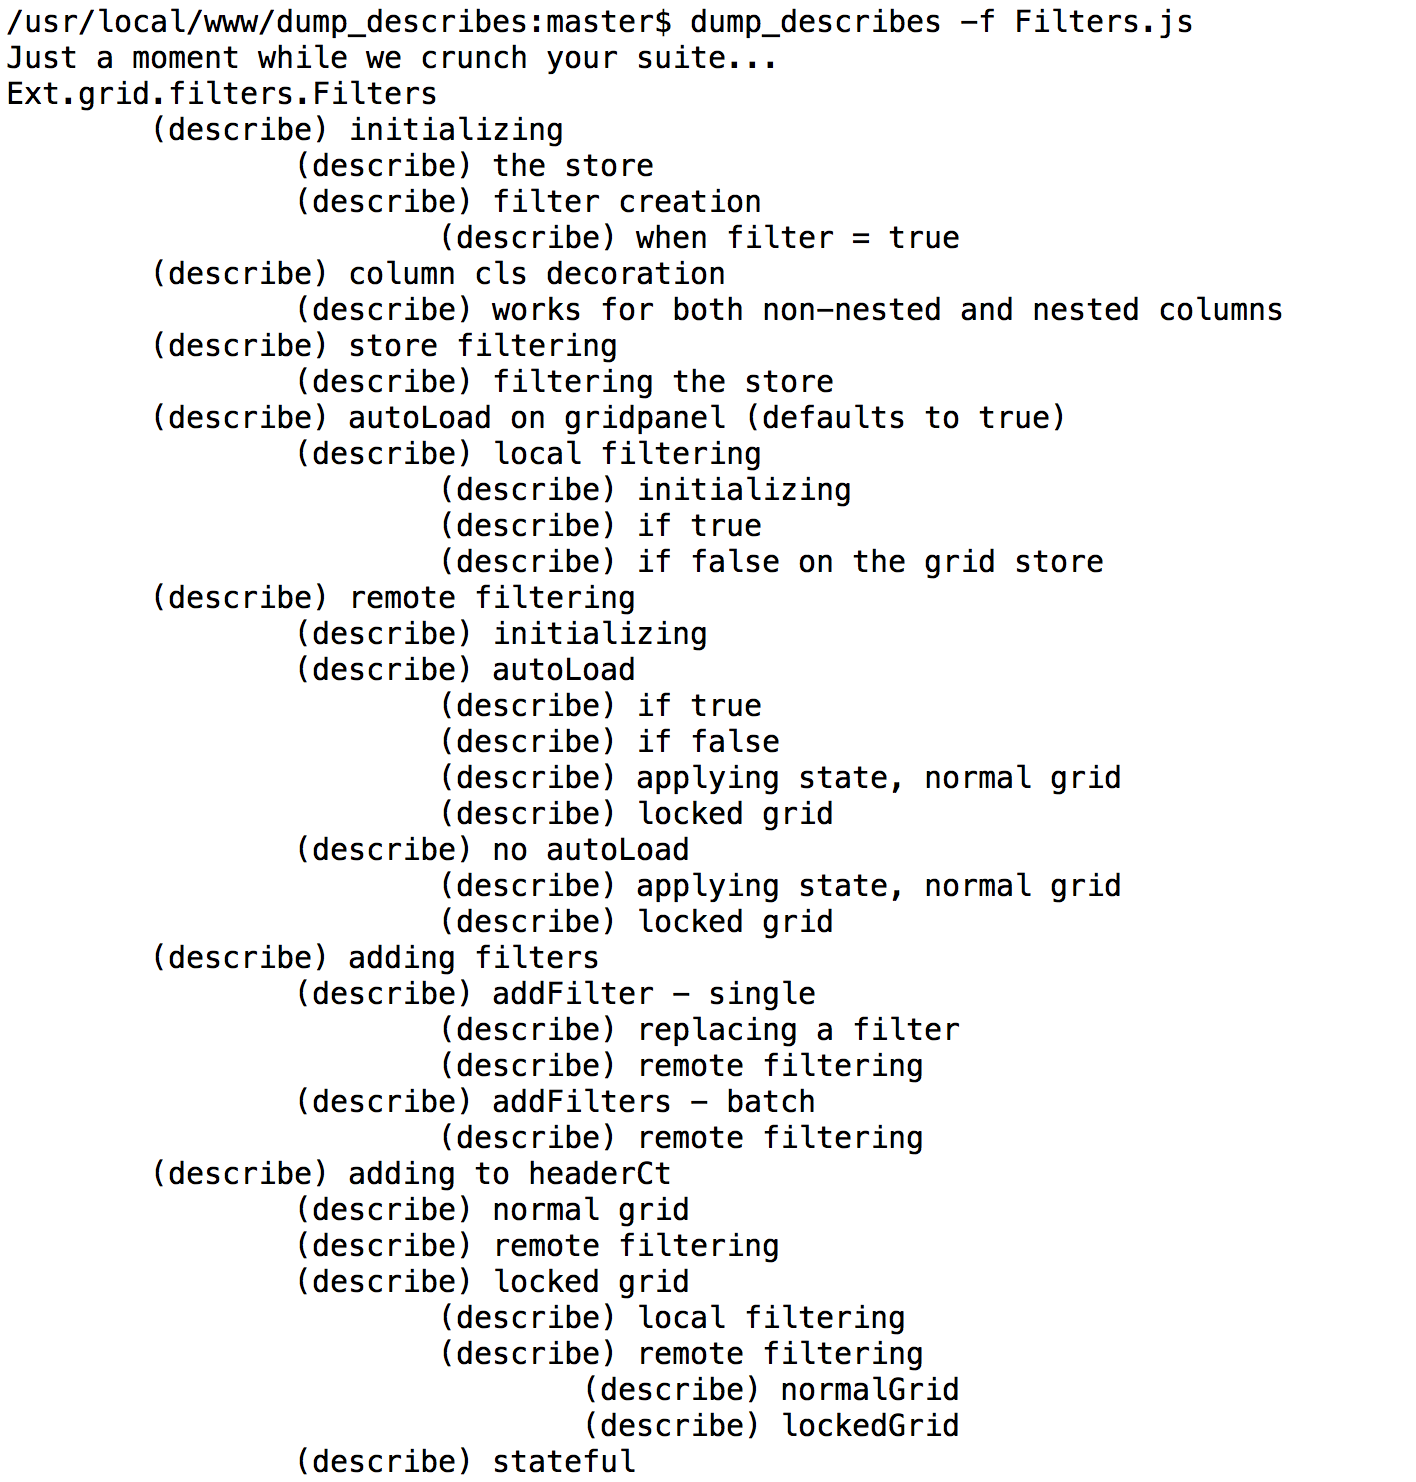 /usr/local/www/dump_describes:master$ dump_describes -f Filters.js
Just a moment while we crunch your suite...
Ext.grid.filters.Filters
        (describe) initializing
                (describe) the store
                (describe) filter creation
                        (describe) when filter = true
        (describe) column cls decoration
                (describe) works for both non-nested and nested columns
        (describe) store filtering
                (describe) filtering the store
        (describe) autoLoad on gridpanel (defaults to true)
                (describe) local filtering
                        (describe) initializing
                        (describe) if true
                        (describe) if false on the grid store
        (describe) remote filtering
                (describe) initializing
                (describe) autoLoad
                        (describe) if true
                        (describe) if false
                        (describe) applying state, normal grid
                        (describe) locked grid
                (describe) no autoLoad
                        (describe) applying state, normal grid
                        (describe) locked grid
        (describe) adding filters
                (describe) addFilter - single
                        (describe) replacing a filter
                        (describe) remote filtering
                (describe) addFilters - batch
                        (describe) remote filtering
        (describe) adding to headerCt
                (describe) normal grid
                (describe) remote filtering
                (describe) locked grid
                        (describe) local filtering
                        (describe) remote filtering
                                (describe) normalGrid
                                (describe) lockedGrid
                (describe) stateful